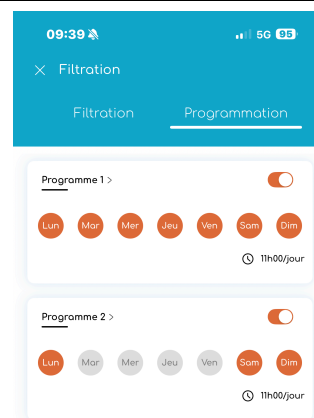 09:39 5G 95
Filtration
Filtration Programmation
Programme 1 >
Lun Mar Mer Jeu Ven Sam Dim
11h00/jour
Programme 2 >
Lun Mar Mer Jeu Ven Sam Dim
11h00/jour